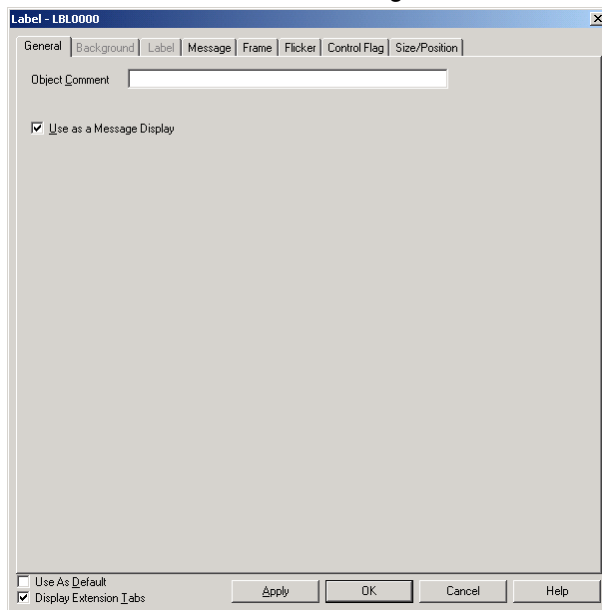 Label - LBL0000
General Background Label Message Frame Flicker Control Flag Size/Position
Object Comment
Use as a Message Display
Use As Default
Display Extension Tabs
Apply OK Cancel Help